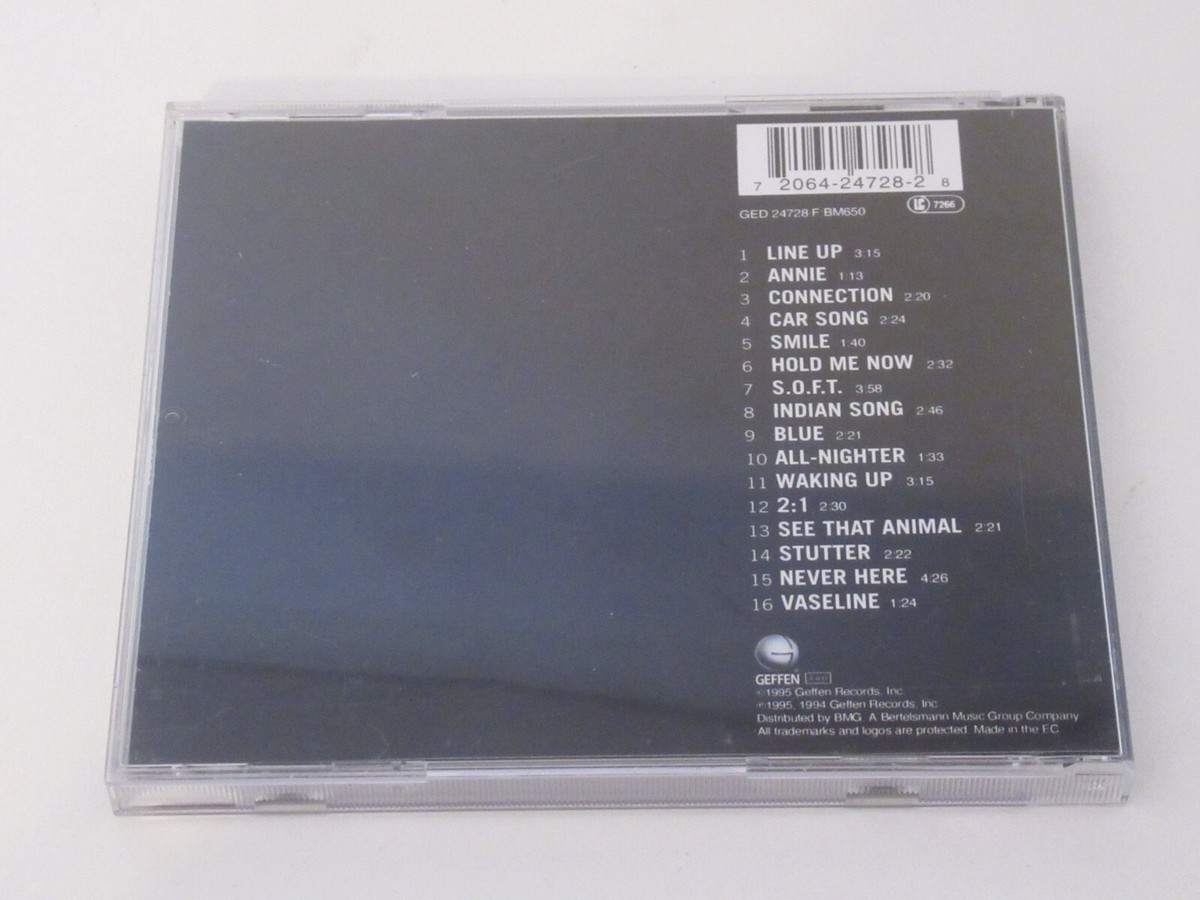 7 2064-24728-2 8
GED 24728 F:BM650
LC 7266
1 LINE UP 3:15
2 ANNIE 1:13
3 CONNECTION 2:20
4 CAR SONG 2:24
5 SMILE 1:40
6 HOLD ME NOW 2:32
7 S.O.F.T. 3:58
8 INDIAN SONG 2:46
9 BLUE 2:21
10 ALL-NIGHTER 1:33
11 WAKING UP 3:15
12 2:1 2:30
13 SEE THAT ANIMAL 2:21
14 STUTTER 2:22
15 NEVER HERE 4:26
16 VASELINE 1:24
GEFFEN
©1995 Geffen Records, Inc
℗1995, 1994 Geffen Records, Inc
Distributed by BMG. A Bertelsmann Music Group Company
All trademarks and logos are protected. Made in the EC